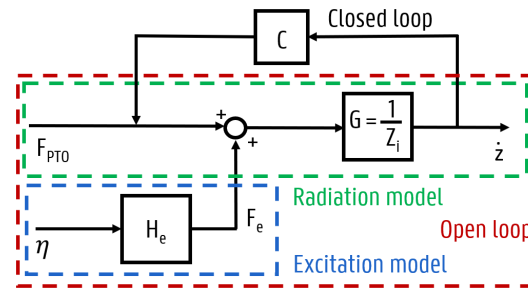 Closed loop
C
+
+
F_PTO
G = 1/Z_i
ż
Radiation model
H_e
F_e
η
Open loop
Excitation model